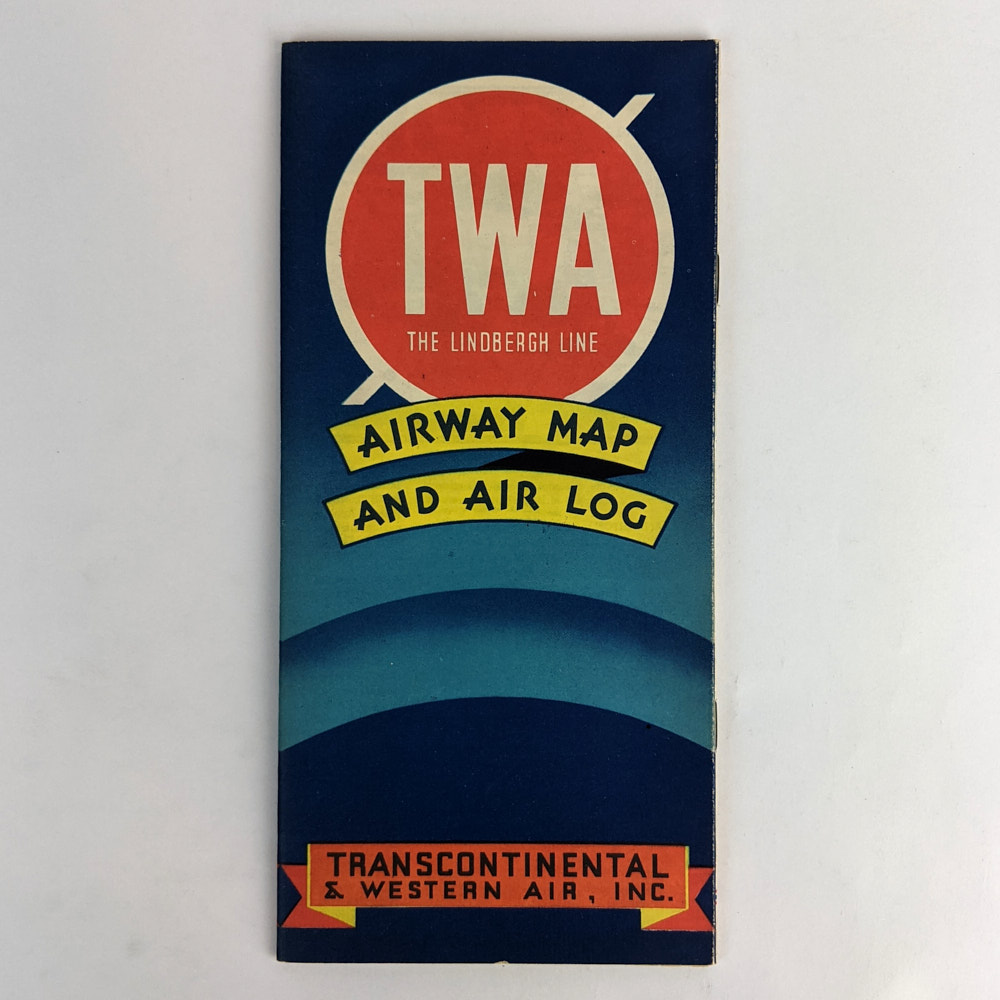 TWA
THE LINDBERGH LINE
AIRWAY MAP
AND AIR LOG
TRANSCONTINENTAL
& WESTERN AIR, INC.